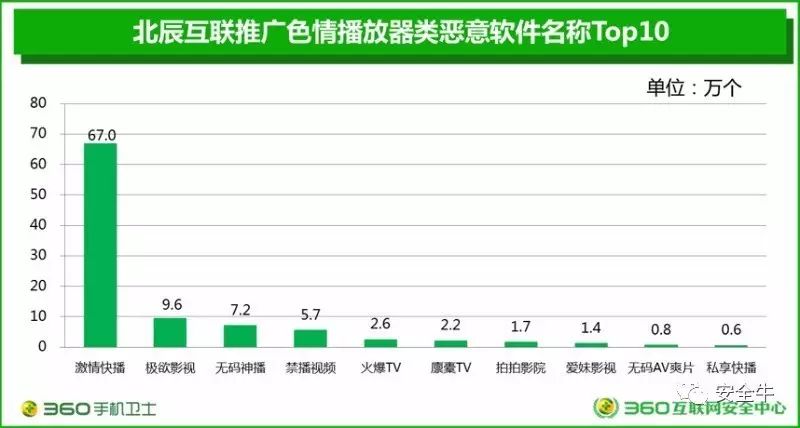 北辰互联推广色情播放器类恶意软件名称Top10
单位：万个
80
70
60
50
40
30
20
10
0
67.0
9.6
7.2
5.7
2.6
2.2
1.7
1.4
0.8
0.6
激情快播
极欲影视
无码神播
禁播视频
火爆TV
康囊TV
拍拍影院
爱妹影视
无码AV爽片
私享快播
360手机卫士
安全牛
360互联网安全中心